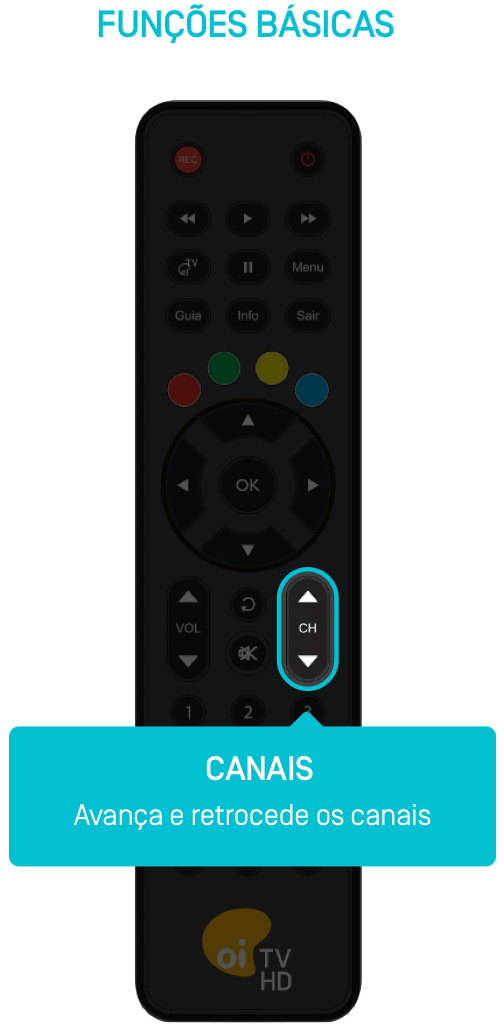 FUNÇÕES BÁSICAS
REC
TV
Menu
Guia Info Sair
OK
VOL CH
1 2 3
CANAIS
Avança e retrocede os canais
oi TV
HD